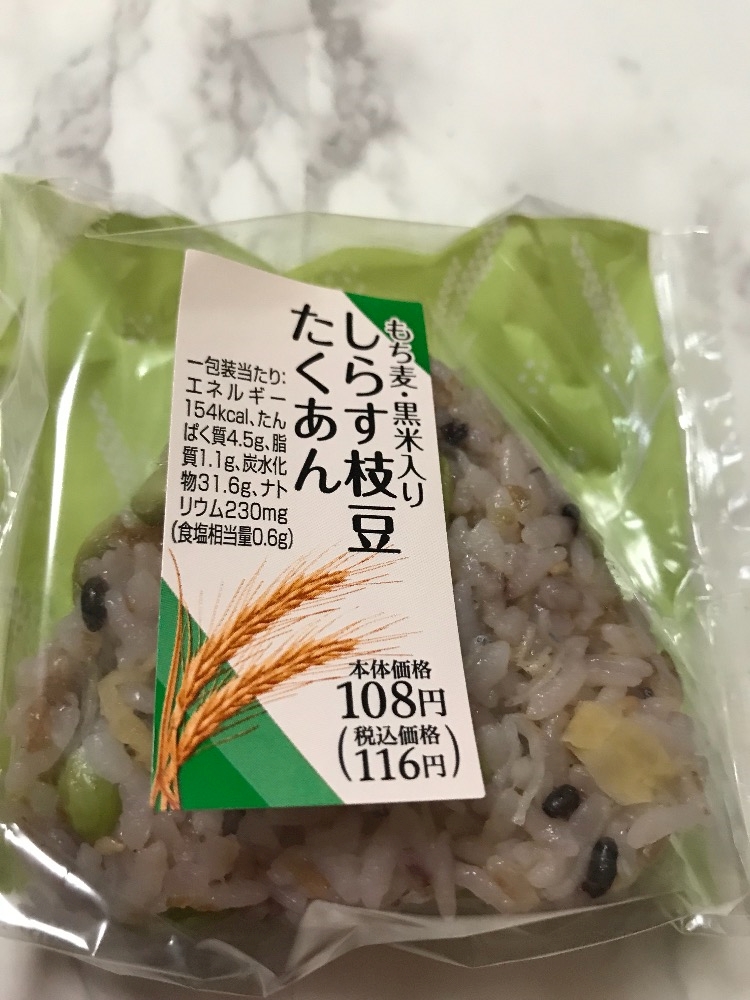 もち麦・黒米入り
しらす枝豆
たくあん
一包装当たり:
エネルギー
154kcal、たん
ぱく質4.5g、脂
質1.1g、炭水化
物31.6g、ナト
リウム230mg
(食塩相当量0.6g)
本体価格
108円
(税込価格
116円)